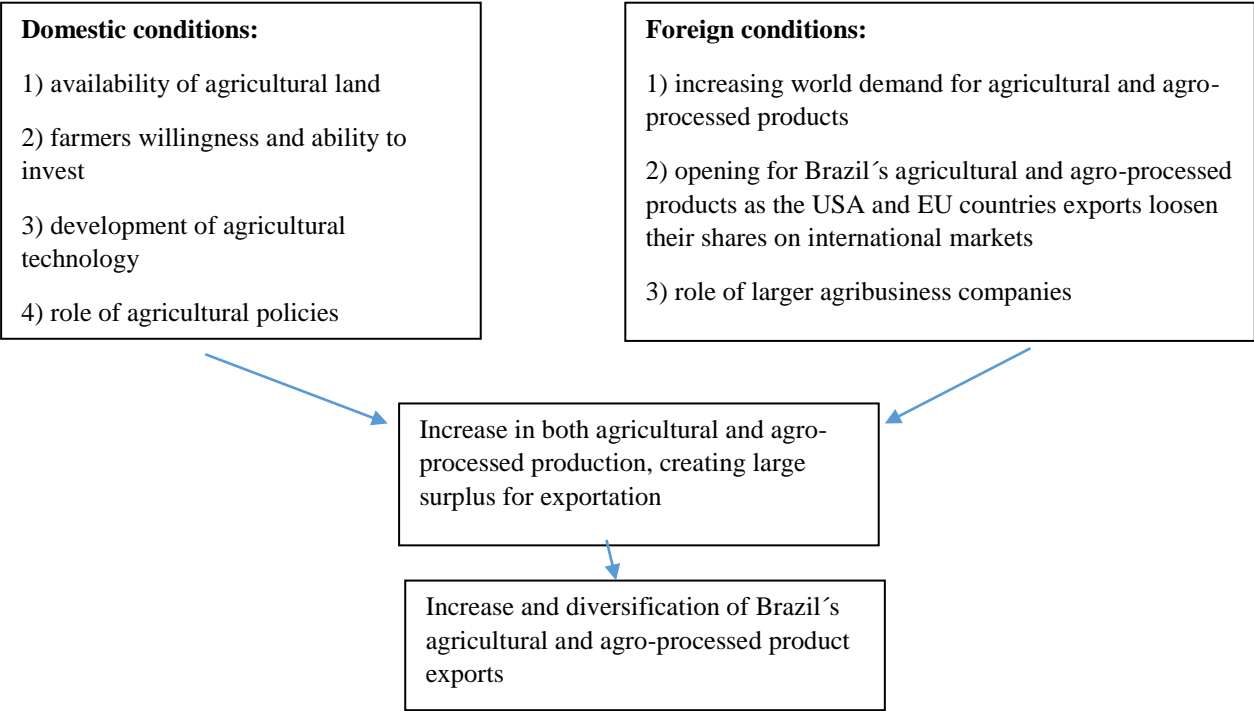 Domestic conditions:
1) availability of agricultural land
2) farmers willingness and ability to
invest
3) development of agricultural
technology
4) role of agricultural policies
Foreign conditions:
1) increasing world demand for agricultural and agro-
processed products
2) opening for Brazil´s agricultural and agro-processed
products as the USA and EU countries exports loosen
their shares on international markets
3) role of larger agribusiness companies
Increase in both agricultural and agro-
processed production, creating large
surplus for exportation
Increase and diversification of Brazil´s
agricultural and agro-processed product
exports